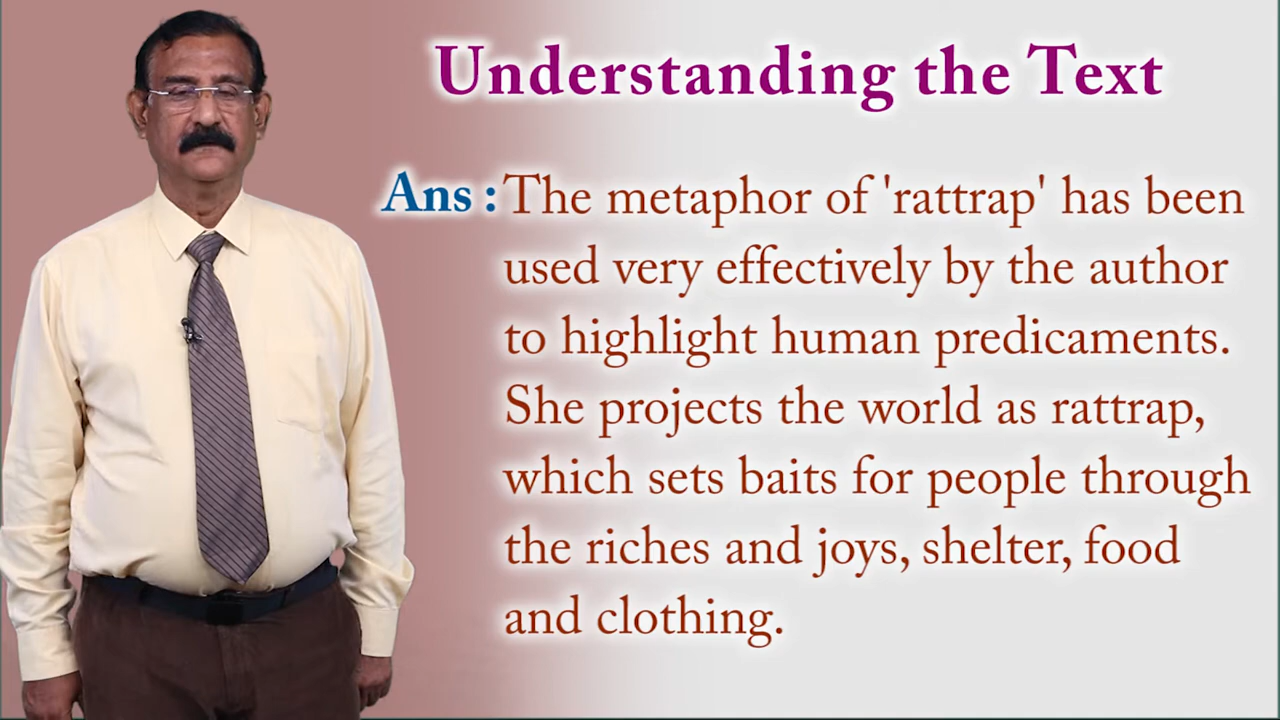 Understanding the Text
Ans : The metaphor of 'rattrap' has been
used very effectively by the author
to highlight human predicaments.
She projects the world as rattrap,
which sets baits for people through
the riches and joys, shelter, food
and clothing.